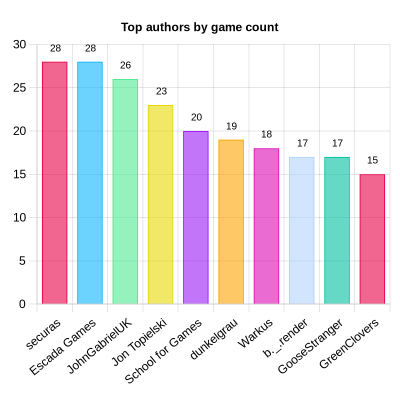 Top authors by game count
30
25
20
15
10
5
0
28
28
26
23
20
19
18
17
17
15
securas
Escada Games
JohnGabrielUK
Jon Topielski
School for Games
dunkelgrau
Warkus
b._.render
GooseStranger
GreenClovers